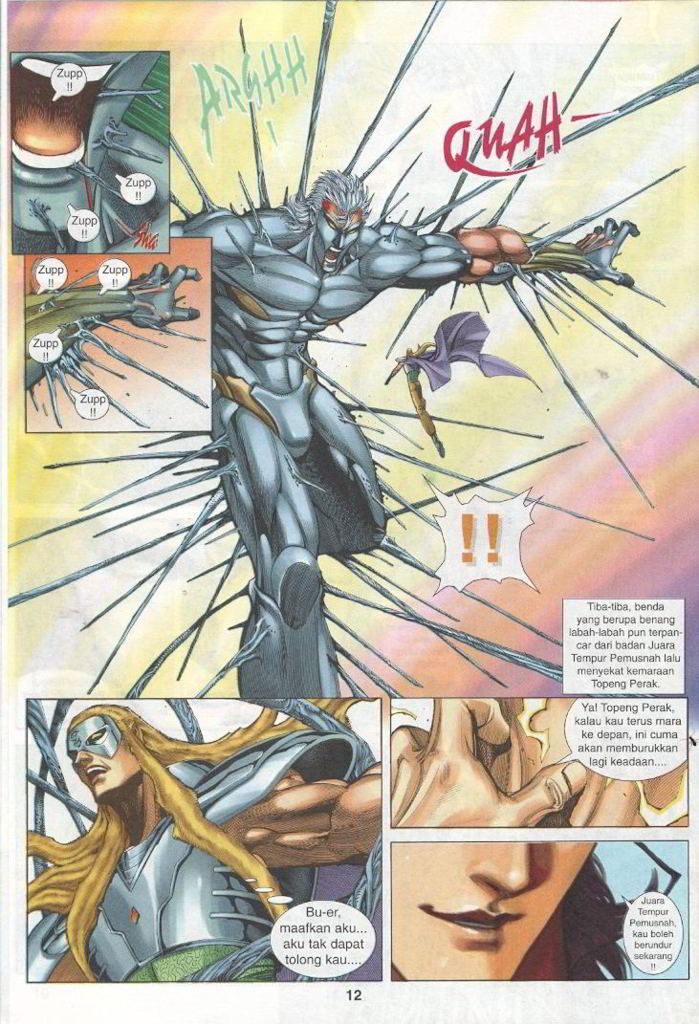 Zupp
!!
Zupp
!!
Zupp
!!
ARGHH
!
QUAH
Zupp
!!
Zupp
!!
Zupp
!!
Zupp
!!
!!
Tiba-tiba, benda
yang berupa benang
labah-labah pun terpan-
car dari badan Juara
Tempur Pemusnah lalu
menyekat kemaraan
Topeng Perak.
Ya! Topeng Perak,
kalau kau terus mara
ke depan, ini cuma
akan memburukkan
lagi keadaan....
Bu-er,
maafkan aku...
aku tak dapat
tolong kau....
Juara
Tempur
Pemusnah,
kau boleh
berundur
sekarang
!!
12